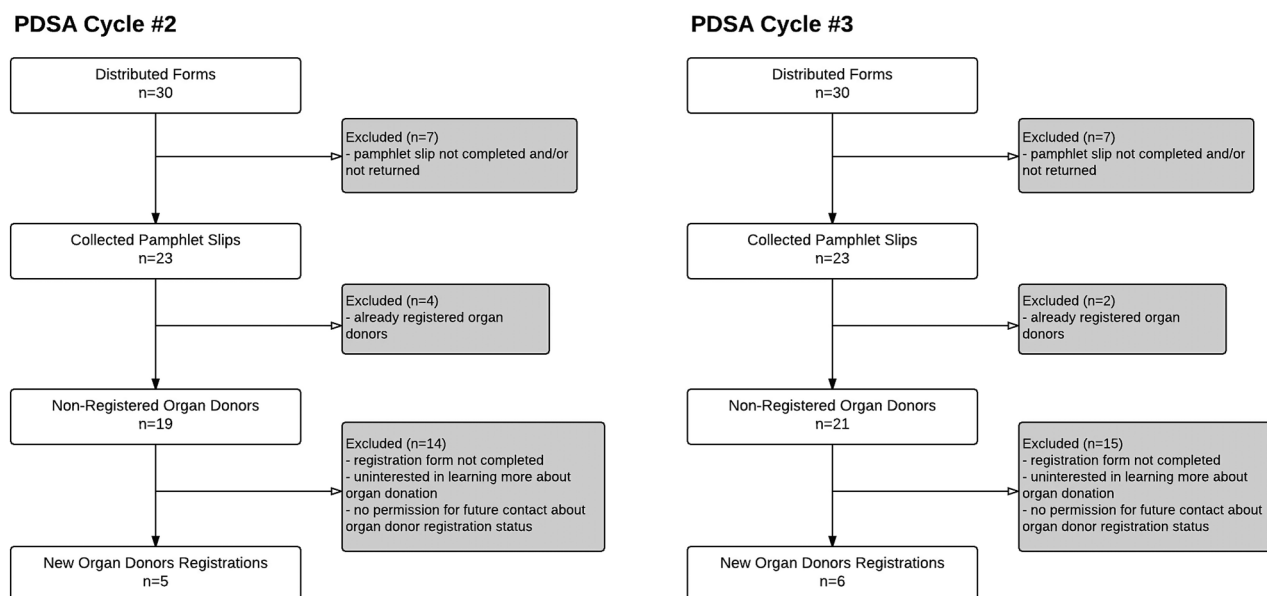 PDSA Cycle #2
Distributed Forms
n=30
Excluded (n=7)
- pamphlet slip not completed and/or
not returned
Collected Pamphlet Slips
n=23
Excluded (n=4)
- already registered organ
donors
Non-Registered Organ Donors
n=19
Excluded (n=14)
- registration form not completed
- uninterested in learning more about
organ donation
- no permission for future contact about
organ donor registration status
New Organ Donors Registrations
n=5
PDSA Cycle #3
Distributed Forms
n=30
Excluded (n=7)
- pamphlet slip not completed and/or
not returned
Collected Pamphlet Slips
n=23
Excluded (n=2)
- already registered organ
donors
Non-Registered Organ Donors
n=21
Excluded (n=15)
- registration form not completed
- uninterested in learning more about
organ donation
- no permission for future contact about
organ donor registration status
New Organ Donors Registrations
n=6